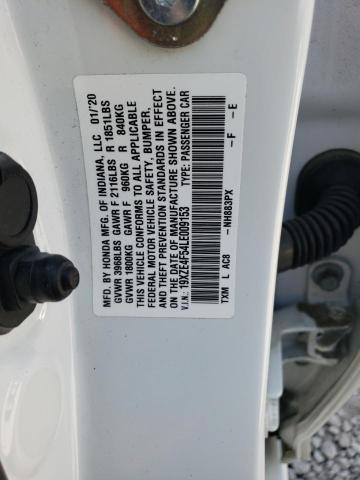 MFD. BY HONDA MFG. OF INDIANA, LLC 01/'20
GVWR 3968LBS GAWR F 2116LBS R 1851LBS
GVWR 1800KG GAWR F 960KG R 840KG
THIS VEHICLE CONFORMS TO ALL APPLICABLE
FEDERAL MOTOR VEHICLE SAFETY, BUMPER,
AND THEFT PREVENTION STANDARDS IN EFFECT
ON THE DATE OF MANUFACTURE SHOWN ABOVE.
V.I.N.: 19XZE4F54LE009153 TYPE: PASSENGER CAR
TXM L AC8 -NH883PX -F -E